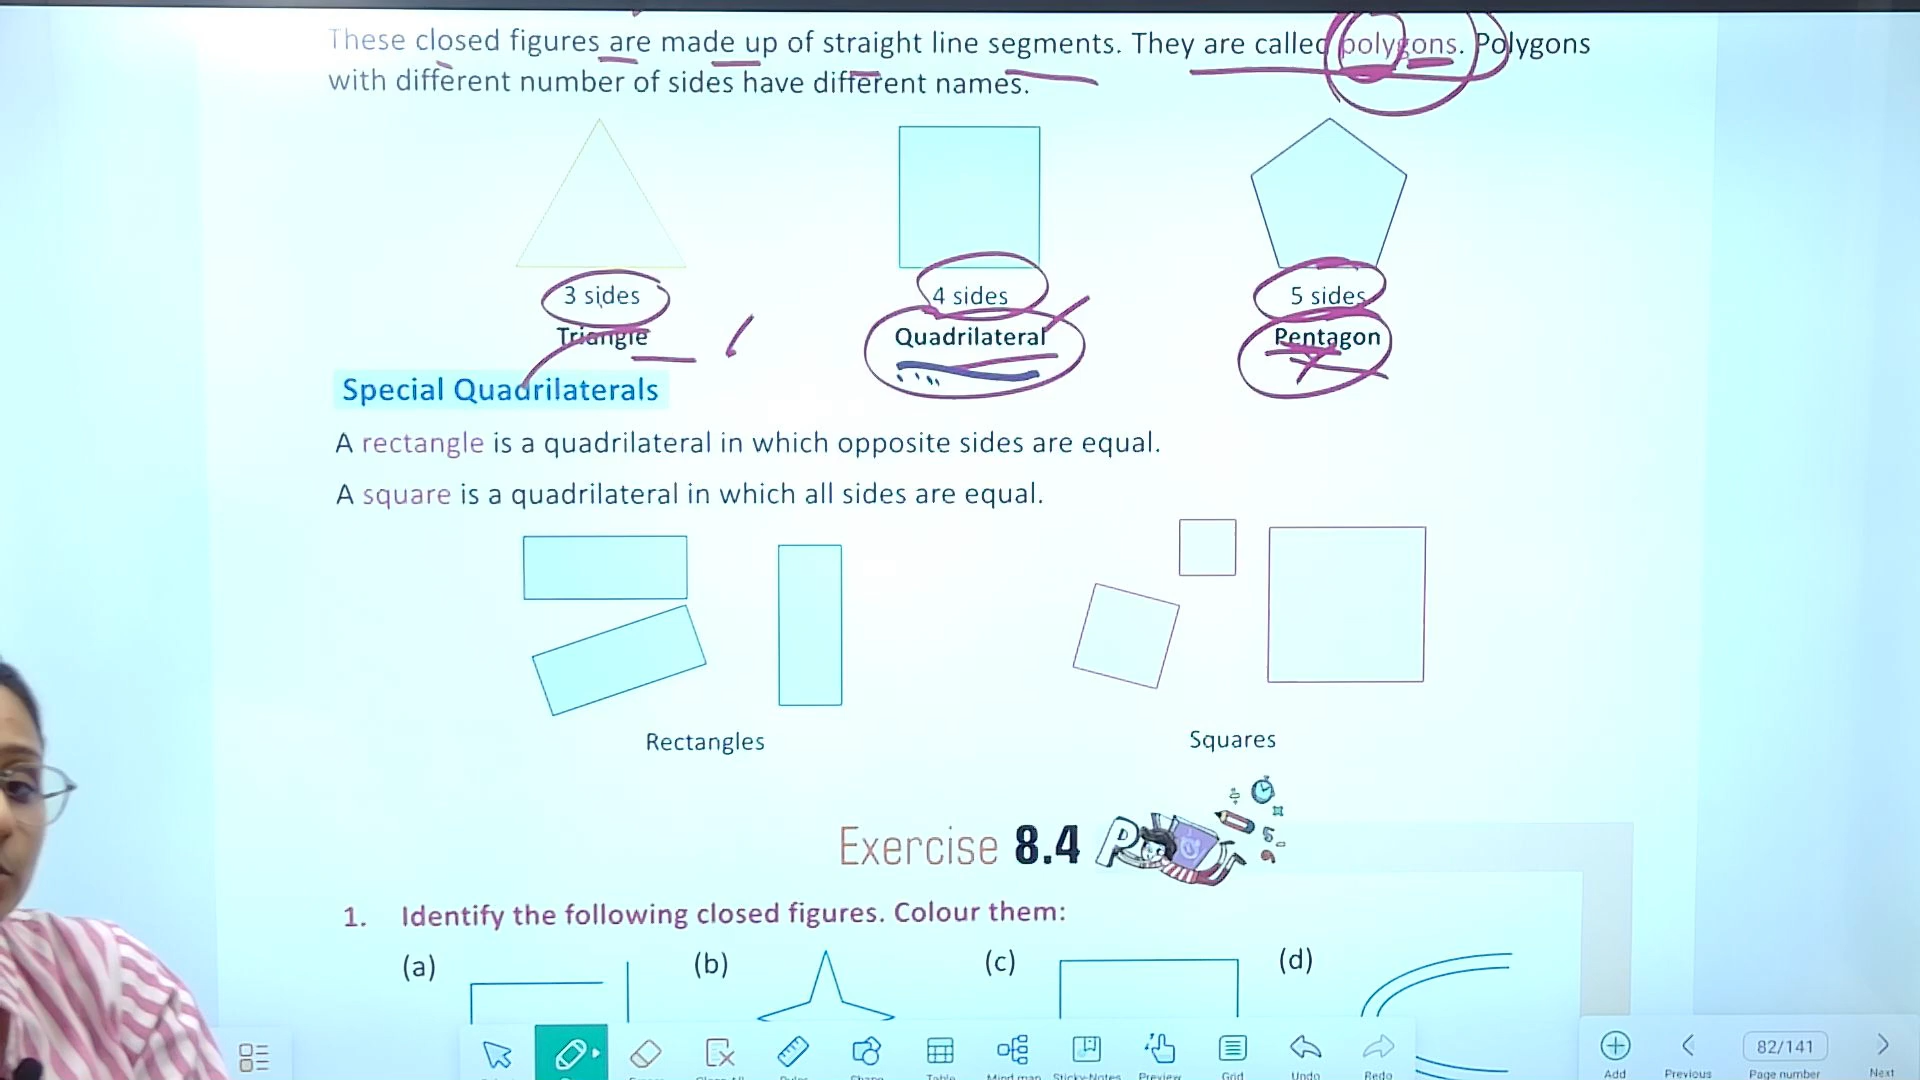 These closed figures are made up of straight line segments. They are called polygons. Polygons
with different number of sides have different names.
3 sides
4 sides
5 sides
Triangle
Quadrilateral
Pentagon
Special Quadrilaterals
A rectangle is a quadrilateral in which opposite sides are equal.
A square is a quadrilateral in which all sides are equal.
Rectangles
Squares
Exercise 8.4
1. Identify the following closed figures. Colour them:
(a)
(b)
(c)
(d)
Table
Mind map
Sticky-Notes
Preview
Grid
Undo
Redo
Add
Previous
82/141
Page number
Next